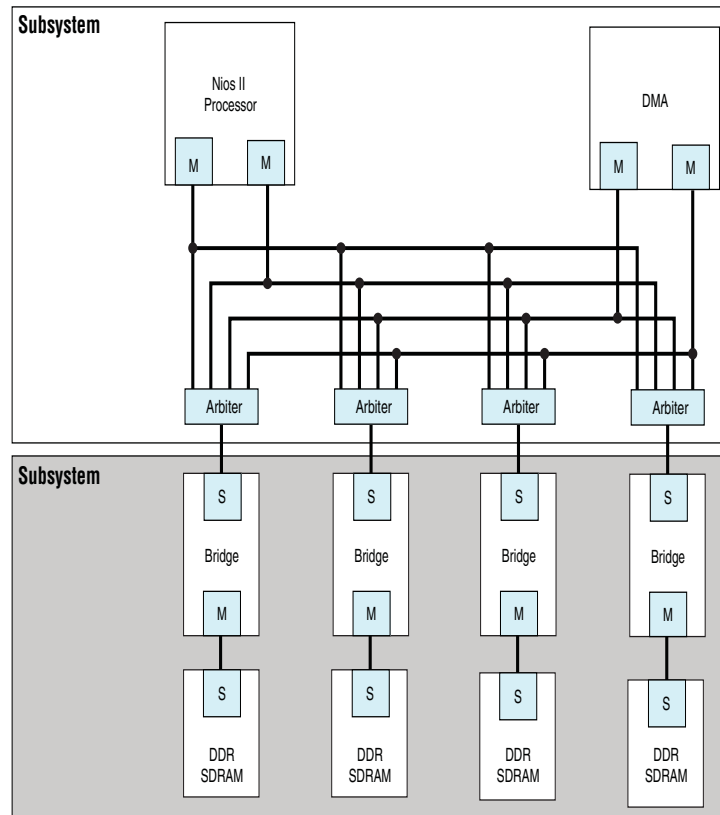 Subsystem
Nios II
Processor
DMA
M
M
M
M
Arbiter
Arbiter
Arbiter
Arbiter
Subsystem
S
S
S
S
Bridge
Bridge
Bridge
Bridge
M
M
M
M
S
S
S
S
DDR
SDRAM
DDR
SDRAM
DDR
SDRAM
DDR
SDRAM